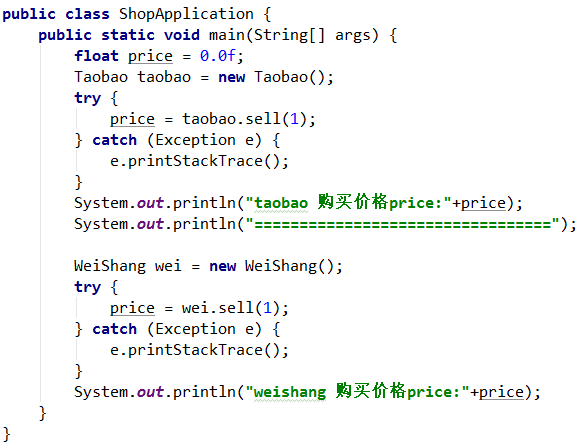 public class ShopApplication {
    public static void main(String[] args) {
        float price = 0.0f;
        Taobao taobao = new Taobao();
        try {
            price = taobao.sell(1);
        } catch (Exception e) {
            e.printStackTrace();
        }
        System.out.println("taobao 购买价格price:"+price);
        System.out.println("=================================");

        WeiShang wei = new WeiShang();
        try {
            price = wei.sell(1);
        } catch (Exception e) {
            e.printStackTrace();
        }
        System.out.println("weishang 购买价格price:"+price);
    }
}